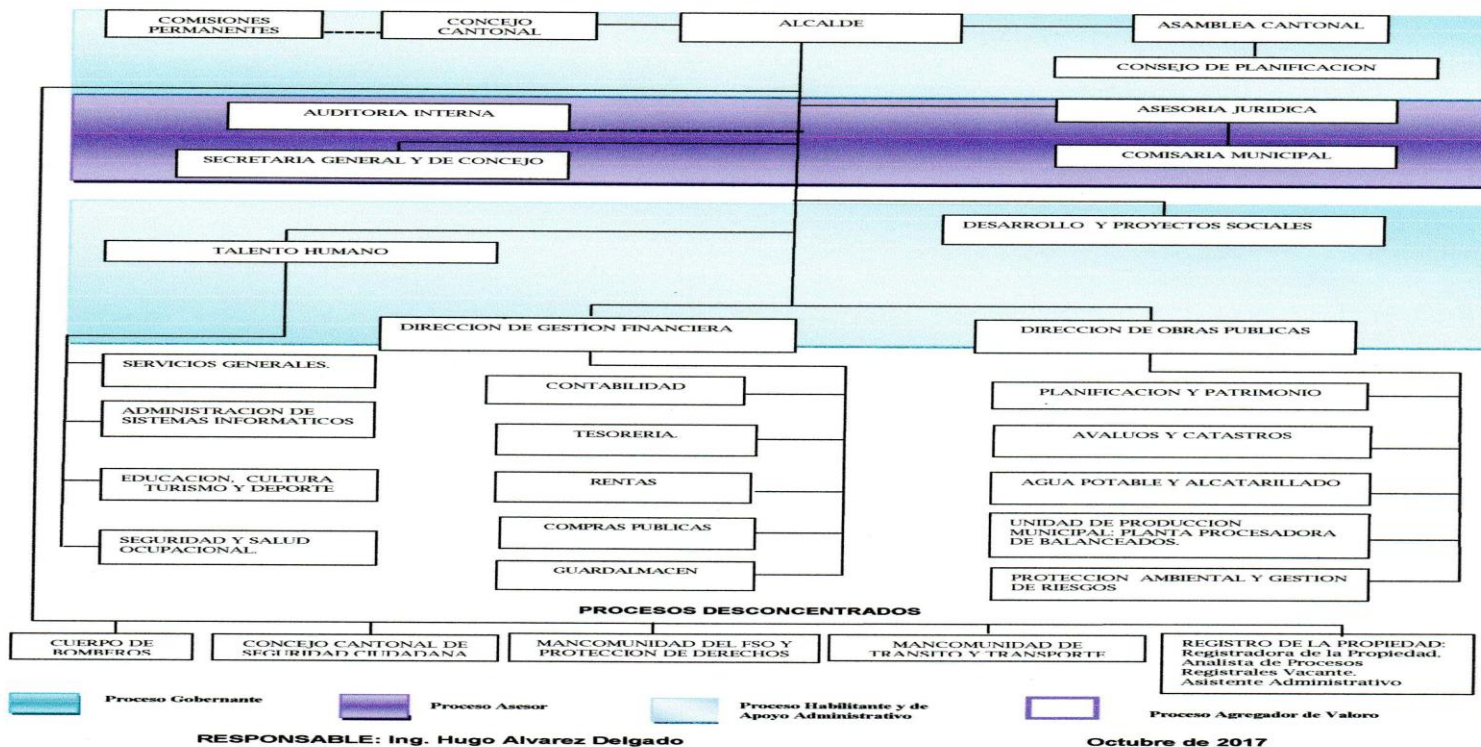 COMISIONES
PERMANENTES
CONCEJO
CANTONAL
ALCALDE
ASAMBLEA CANTONAL
CONSEJO DE PLANIFICACION
AUDITORIA INTERNA
ASESORIA JURIDICA
SECRETARIA GENERAL Y DE CONCEJO
COMISARIA MUNICIPAL
TALENTO HUMANO
DESARROLLO Y PROYECTOS SOCIALES
DIRECCION DE GESTION FINANCIERA
DIRECCION DE OBRAS PUBLICAS
SERVICIOS GENERALES.
ADMINISTRACION DE
SISTEMAS INFORMATICOS
EDUCACION, CULTURA
TURISMO Y DEPORTE
SEGURIDAD Y SALUD
OCUPACIONAL.
CONTABILIDAD
TESORERIA.
RENTAS
COMPRAS PUBLICAS
GUARDALMACEN
PLANIFICACION Y PATRIMONIO
AVALUOS Y CATASTROS
AGUA POTABLE Y ALCATARILLADO
UNIDAD DE PRODUCCION
MUNICIPAL: PLANTA PROCESADORA
DE BALANCEADOS.
PROTECCION AMBIENTAL Y GESTION
DE RIESGOS
PROCESOS DESCONCENTRADOS
CUERPO DE
BOMBEROS
CONCEJO CANTONAL DE
SEGURIDAD CIUDADANA
MANCOMUNIDAD DEL FSO Y
PROTECCION DE DERECHOS
MANCOMUNIDAD DE
TRANSITO Y TRANSPORTE
REGISTRO DE LA PROPIEDAD:
Registradora de la Propiedad.
Analista de Procesos
Registrales Vacante.
Asistente Administrativo
Proceso Gobernante
Proceso Asesor
Proceso Habilitante y de
Apoyo Administrativo
Proceso Agregador de Valoro
RESPONSABLE: Ing. Hugo Alvarez Delgado
Octubre de 2017